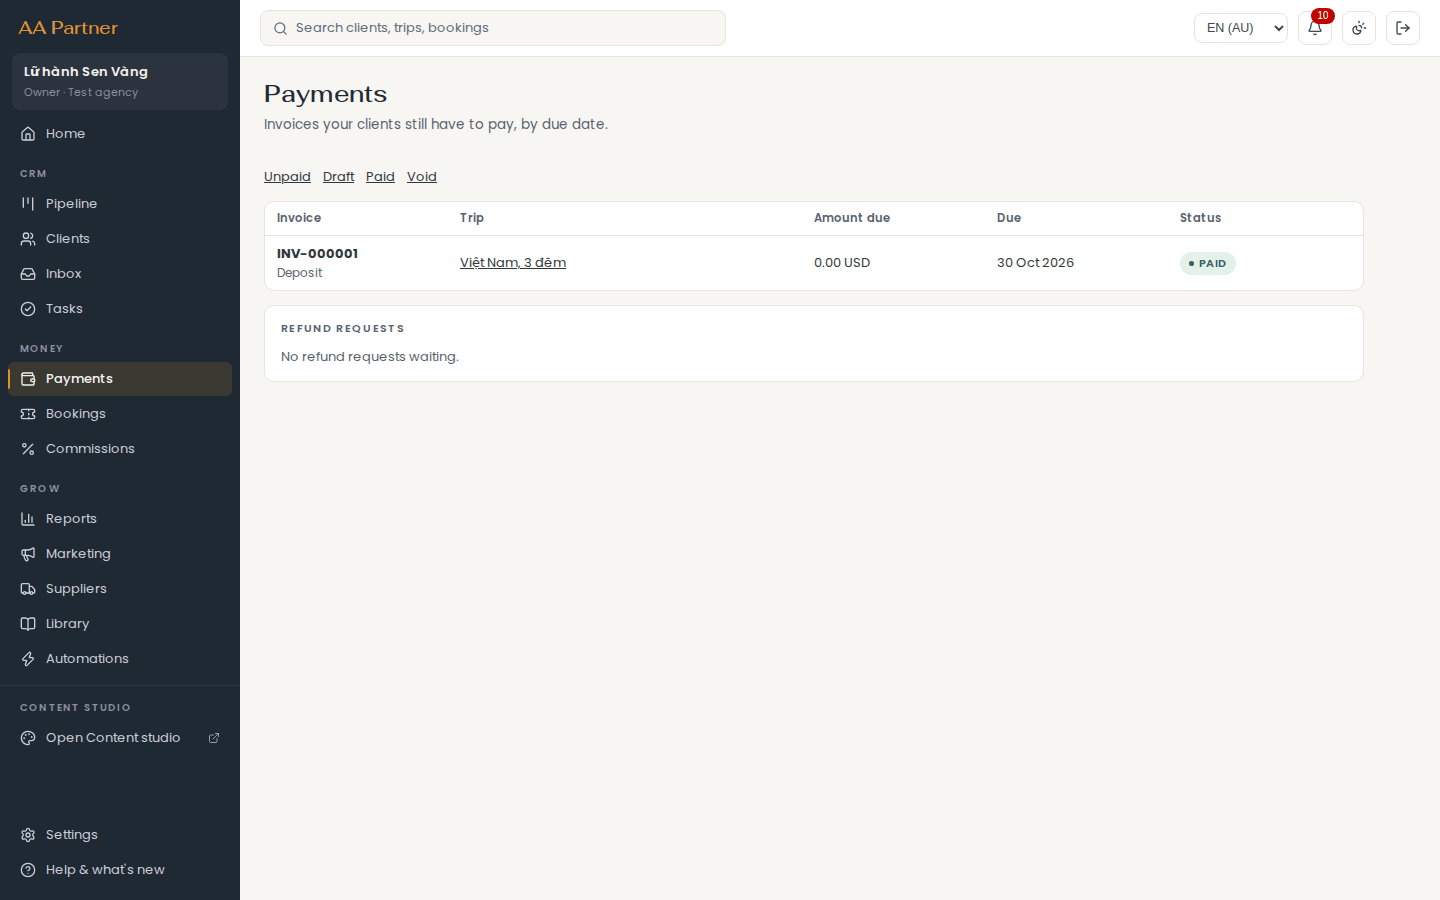 AA Partner
Lữ hành Sen Vàng
Owner · Test agency
Home
CRM
Pipeline
Clients
Inbox
Tasks
MONEY
Payments
Bookings
Commissions
GROW
Reports
Marketing
Suppliers
Library
Automations
CONTENT STUDIO
Open Content studio
Settings
Help & what's new
Search clients, trips, bookings
EN (AU)
10
Payments
Invoices your clients still have to pay, by due date.
Unpaid Draft Paid Void
Invoice Trip Amount due Due Status
INV-000001
Deposit
Việt Nam, 3 đêm
0.00 USD
30 Oct 2026
PAID
REFUND REQUESTS
No refund requests waiting.